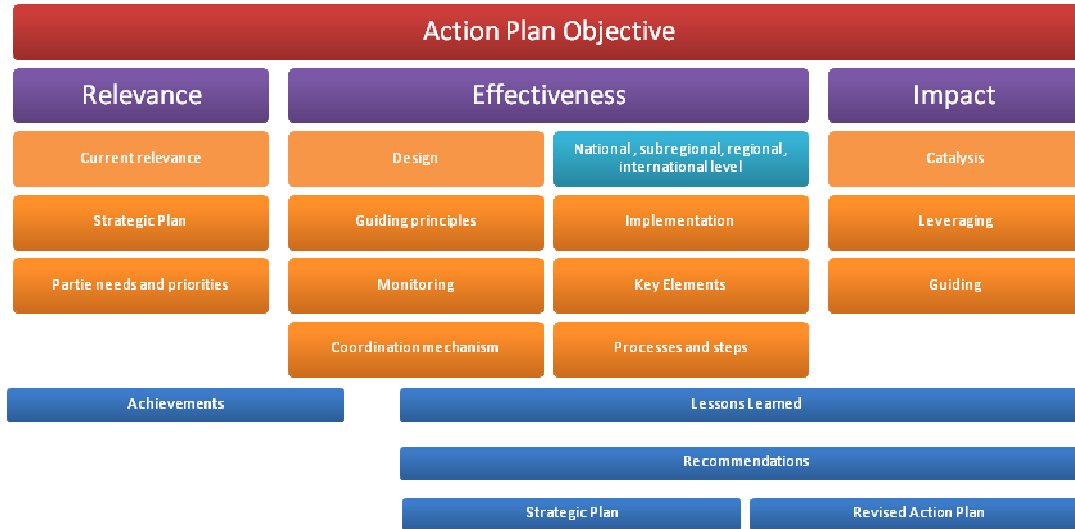 Action Plan Objective
Relevance
Effectiveness
Impact
Current relevance
Design
National, subregional, regional,
international level
Catalysis
Strategic Plan
Guiding principles
Implementation
Leveraging
Partie needs and priorities
Monitoring
Key Elements
Guiding
Coordination mechanism
Processes and steps
Achievements
Lessons Learned
Recommendations
Strategic Plan
Revised Action Plan